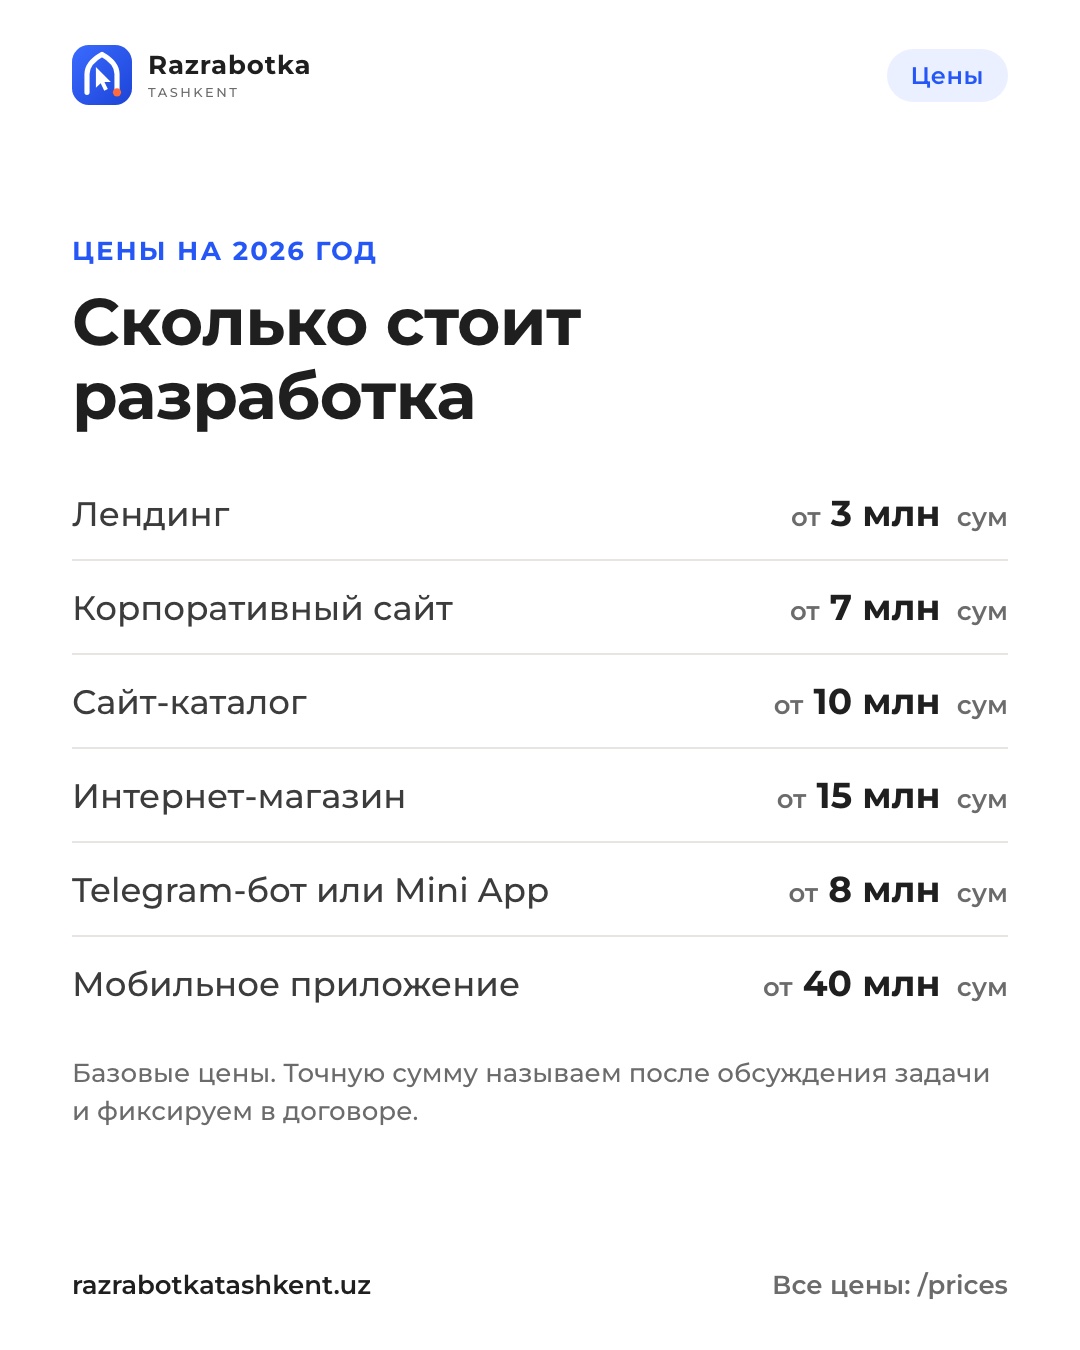 Razrabotka
TASHKENT
Цены
ЦЕНЫ НА 2026 ГОД
Сколько стоит
разработка
Лендинг от 3 млн сум
Корпоративный сайт от 7 млн сум
Сайт-каталог от 10 млн сум
Интернет-магазин от 15 млн сум
Telegram-бот или Mini App от 8 млн сум
Мобильное приложение от 40 млн сум
Базовые цены. Точную сумму называем после обсуждения задачи
и фиксируем в договоре.
razrabotkatashkent.uz Все цены: /prices